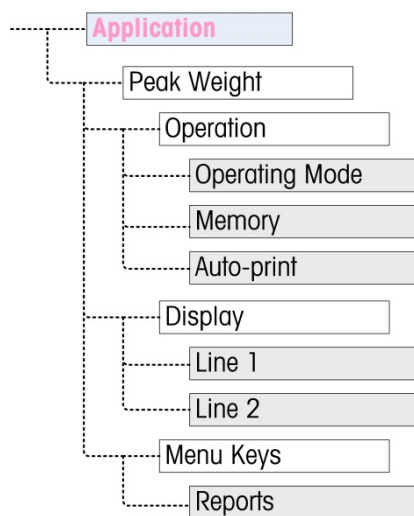 Application
Peak Weight
Operation
Operating Mode
Memory
Auto-print
Display
Line 1
Line 2
Menu Keys
Reports